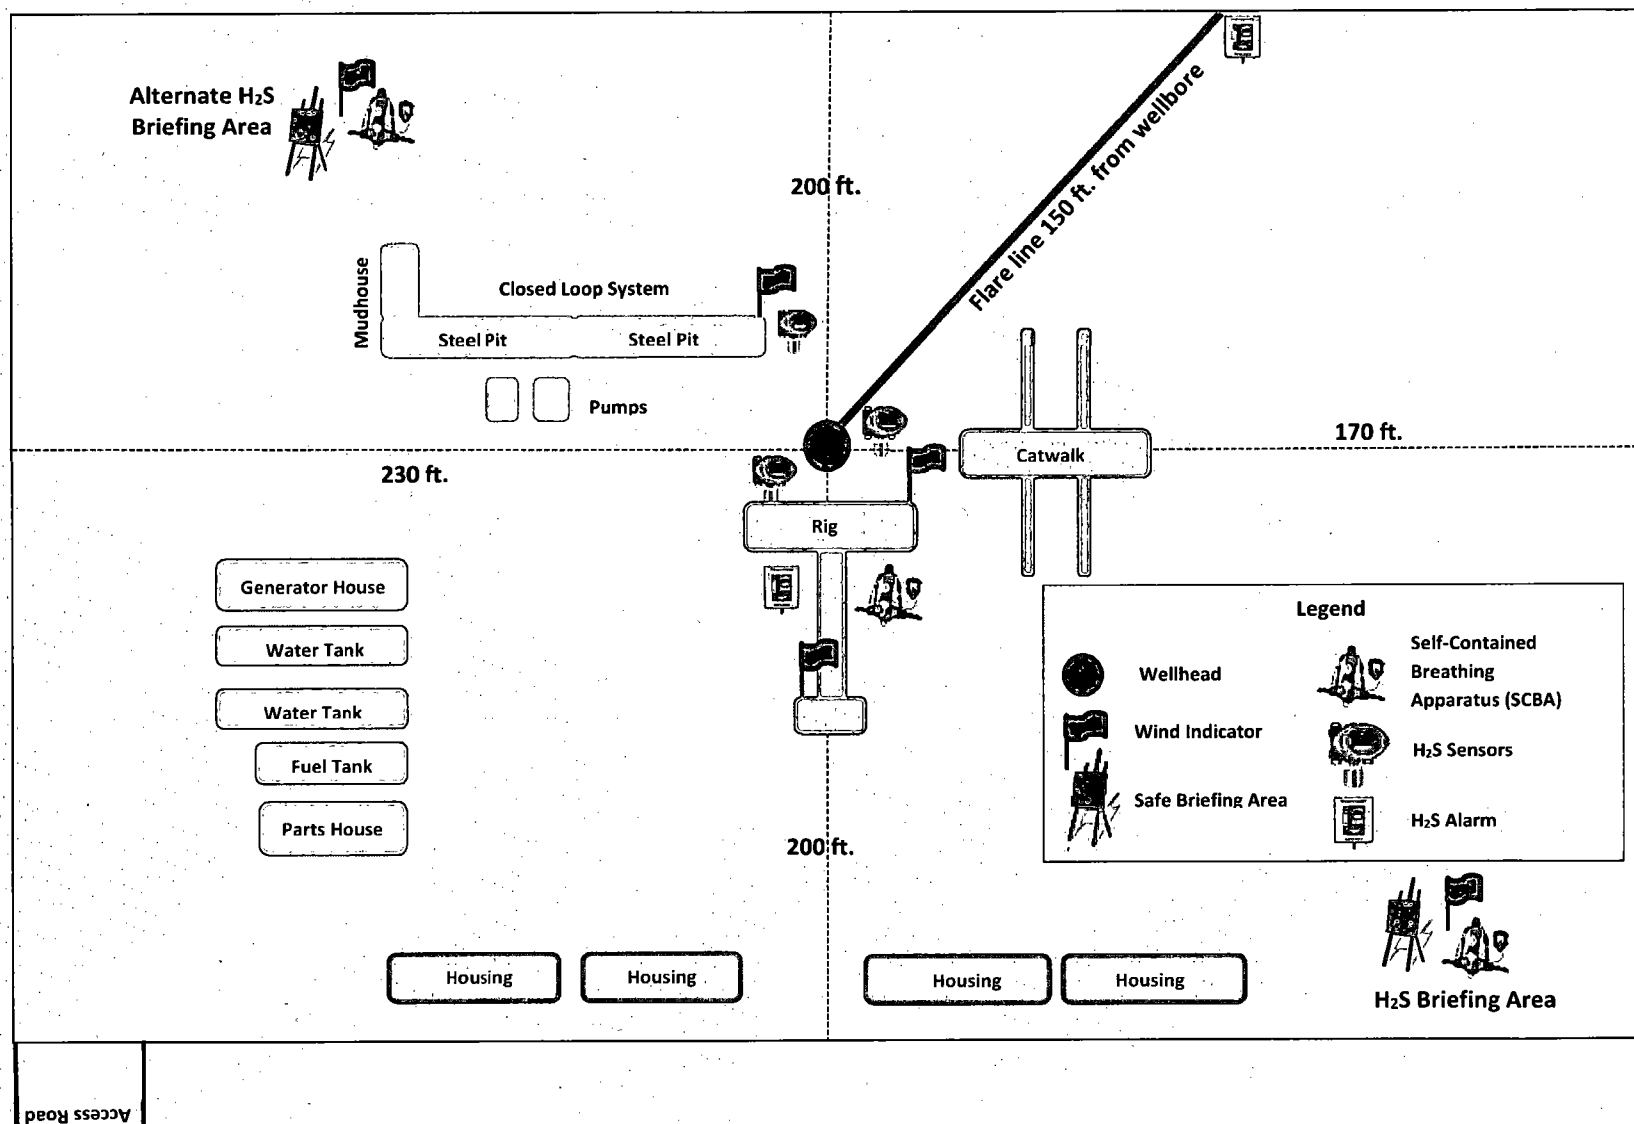 Alternate H₂S
Briefing Area
200 ft.
Flare line 150 ft. from wellbore
Mudhouse
Closed Loop System
Steel Pit
Steel Pit
Pumps
170 ft.
Catwalk
230 ft.
Rig
Generator House
Water Tank
Water Tank
Fuel Tank
Parts House
Legend
Wellhead
Wind Indicator
Safe Briefing Area
Self-Contained
Breathing
Apparatus (SCBA)
H₂S Sensors
H₂S Alarm
200 ft.
Housing
Housing
Housing
Housing
H₂S Briefing Area
Access Road